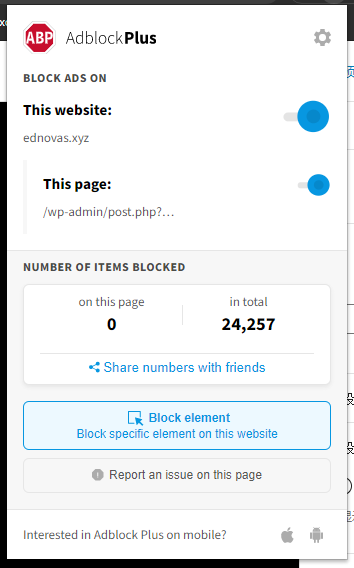 ABP
Adblock Plus
BLOCK ADS ON
This website:
ednovas.xyz
This page:
/wp-admin/post.php?...
NUMBER OF ITEMS BLOCKED
on this page
0
in total
24,257
Share numbers with friends
Block element
Block specific element on this website
Report an issue on this page
Interested in Adblock Plus on mobile?